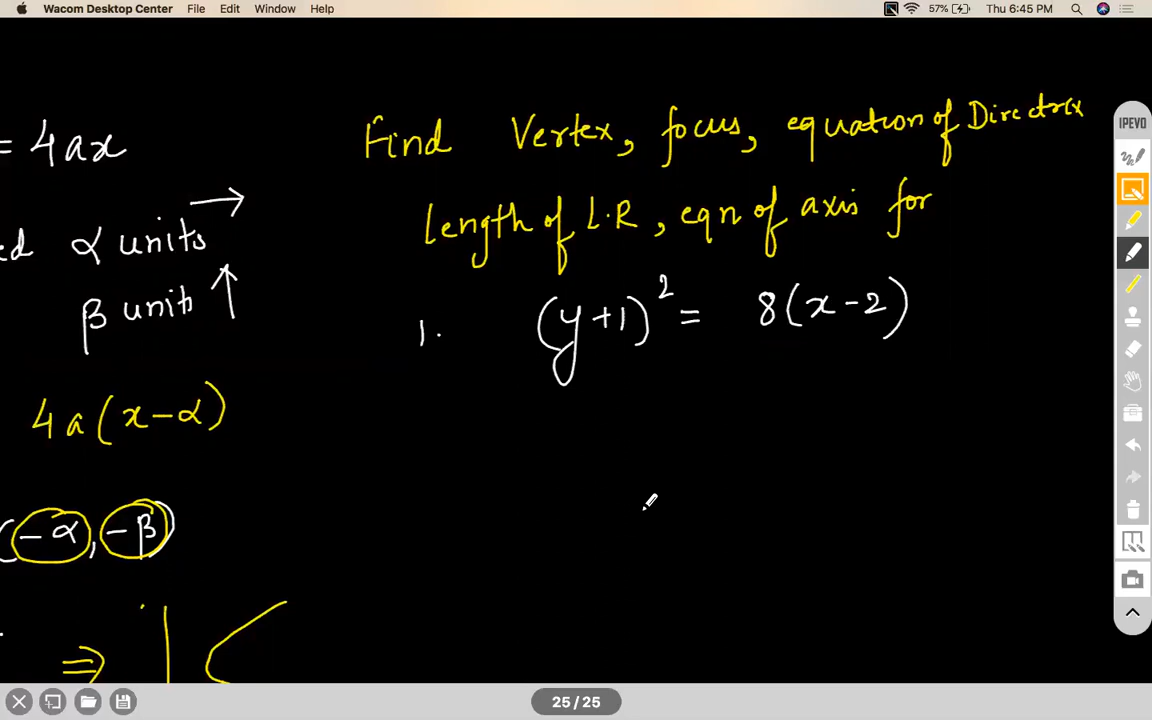 Wacom Desktop Center File Edit Window Help 57% Thu 6:45 PM
Find Vertex, focus, equation of Directrix
= 4ax
IPEVO
length of L.R, eqn of axis for
ed α units →
β unit ↑
1. (y+1)² = 8(x-2)
4a(x-α)
(-α, -β)
⇒ | (
25 / 25